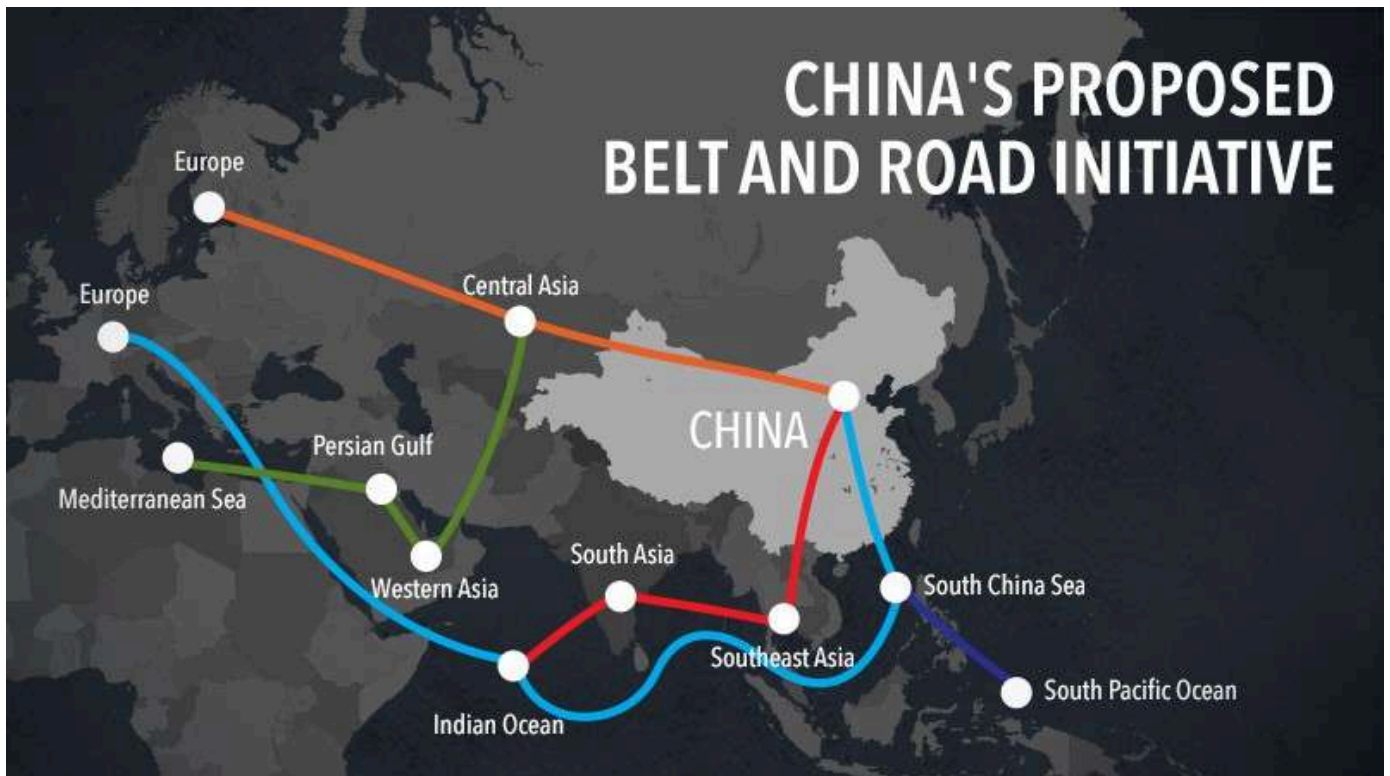 CHINA'S PROPOSED
BELT AND ROAD INITIATIVE
Europe
Europe
Central Asia
CHINA
Persian Gulf
Mediterranean Sea
South Asia
Western Asia
South China Sea
Southeast Asia
South Pacific Ocean
Indian Ocean